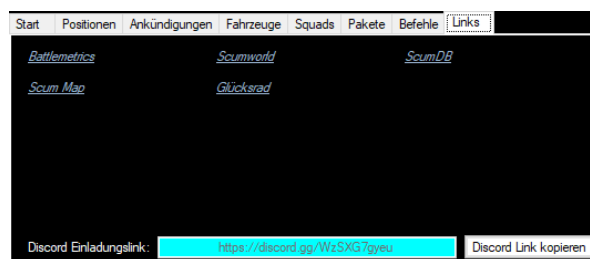 Start Positionen Ankündigungen Fahrzeuge Squads Pakete Befehle Links
Battlemetrics Scumworld ScumDB
Scum Map Glücksrad
Discord Einladungslink: https://discord.gg/WzSXG7gyeu Discord Link kopieren